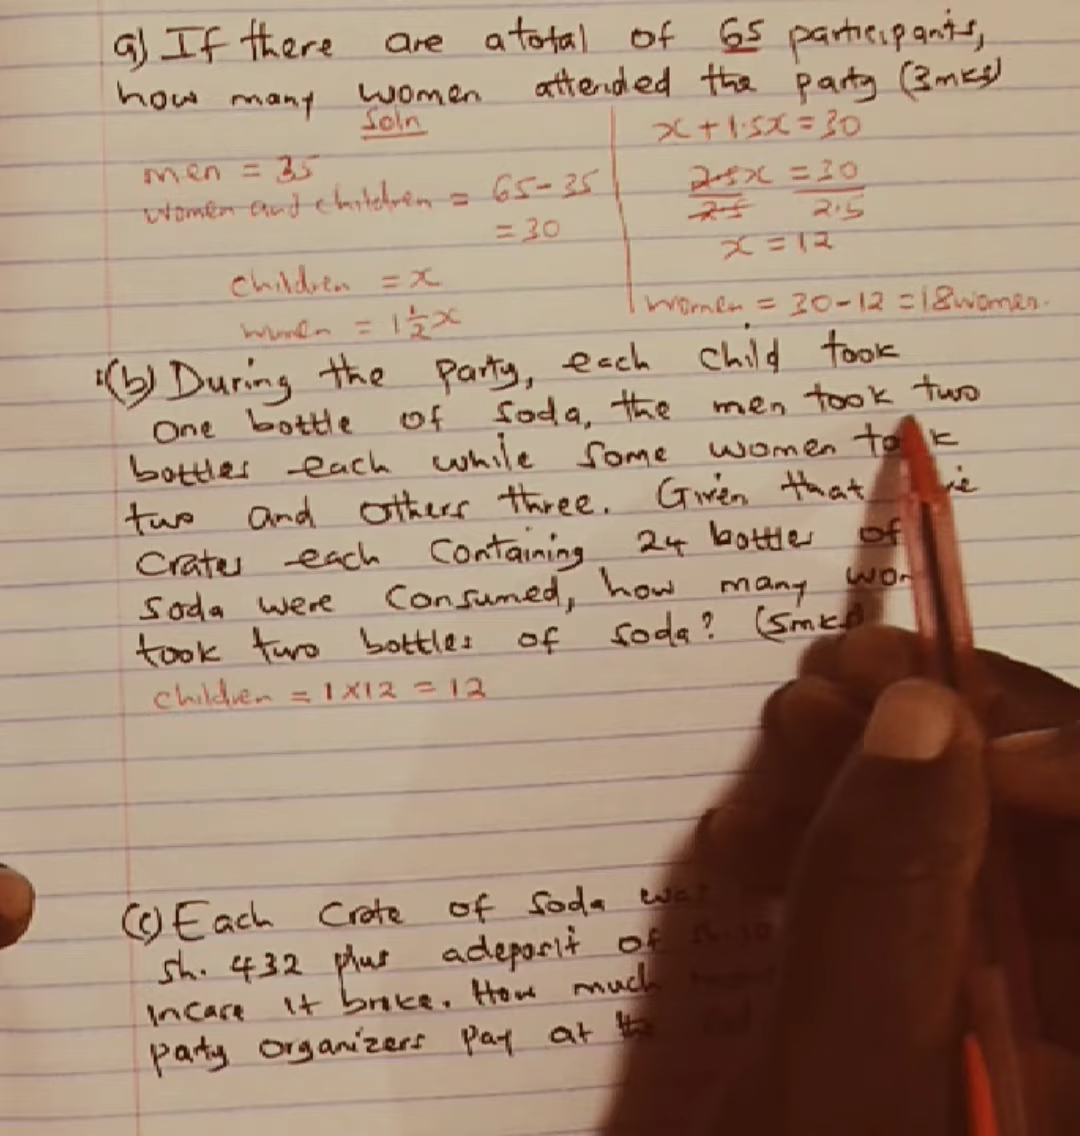 a) If there are a total of 65 participants,
how many women attended the party (3mks)
Soln
men = 35
women and children = 65 - 35
= 30
children = x
women = 1 1/2 x
x + 1.5x = 30
2.5x = 30
2.5 2.5
x = 12
women = 30 - 12 = 18 women.
(b) During the party, each child took
one bottle of soda, the men took two
bottles each while some women took
two and others three. Given that
crates each containing 24 bottles of
soda were consumed, how many
took two bottles of soda? (5mks)
children = 1 x 12 = 12
(c) Each crate of soda was
sh. 432 plus a deposit of
incase it broke. How much
party organizers pay at the